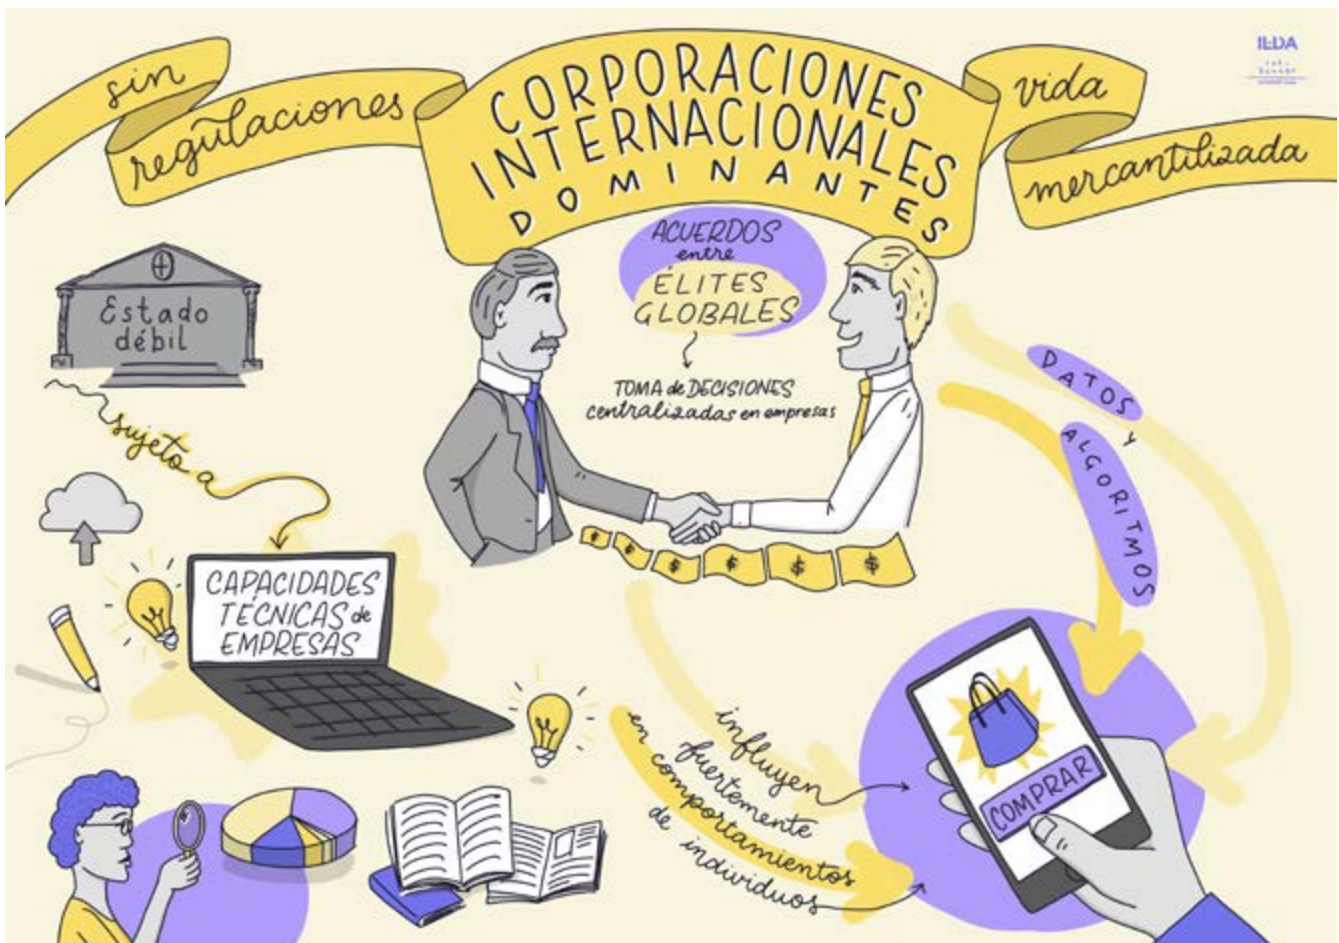 sin
regulaciones
CORPORACIONES
INTERNACIONALES
DOMINANTES
vida
mercantilizada
ILDA
Estado
débil
sujeto a
CAPACIDADES
TÉCNICAS de
EMPRESAS
ACUERDOS
entre
ÉLITES
GLOBALES
TOMA de DECISIONES
centralizadas en empresas
$ $ $ $ $ $
DATOS
y
ALGORITMOS
influyen
fuertemente
en comportamientos
de individuos
COMPRAR